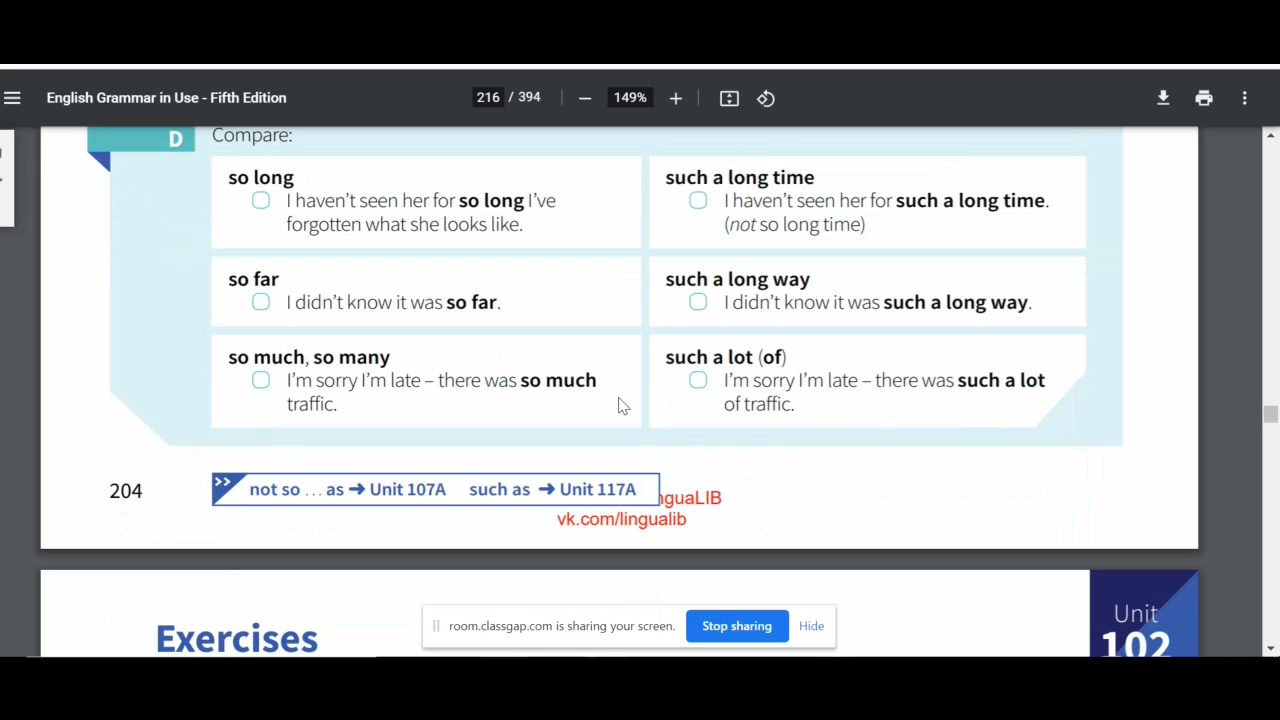 English Grammar in Use - Fifth Edition
216 / 394
149%
D
Compare:
so long
I haven't seen her for so long I've
forgotten what she looks like.
such a long time
I haven't seen her for such a long time.
(not so long time)
so far
I didn't know it was so far.
such a long way
I didn't know it was such a long way.
so much, so many
I'm sorry I'm late – there was so much
traffic.
such a lot (of)
I'm sorry I'm late – there was such a lot
of traffic.
204
>> not so … as ➜ Unit 107A such as ➜ Unit 117A
nguaLIB
vk.com/lingualib
Exercises
Unit
102
room.classgap.com is sharing your screen.
Stop sharing
Hide